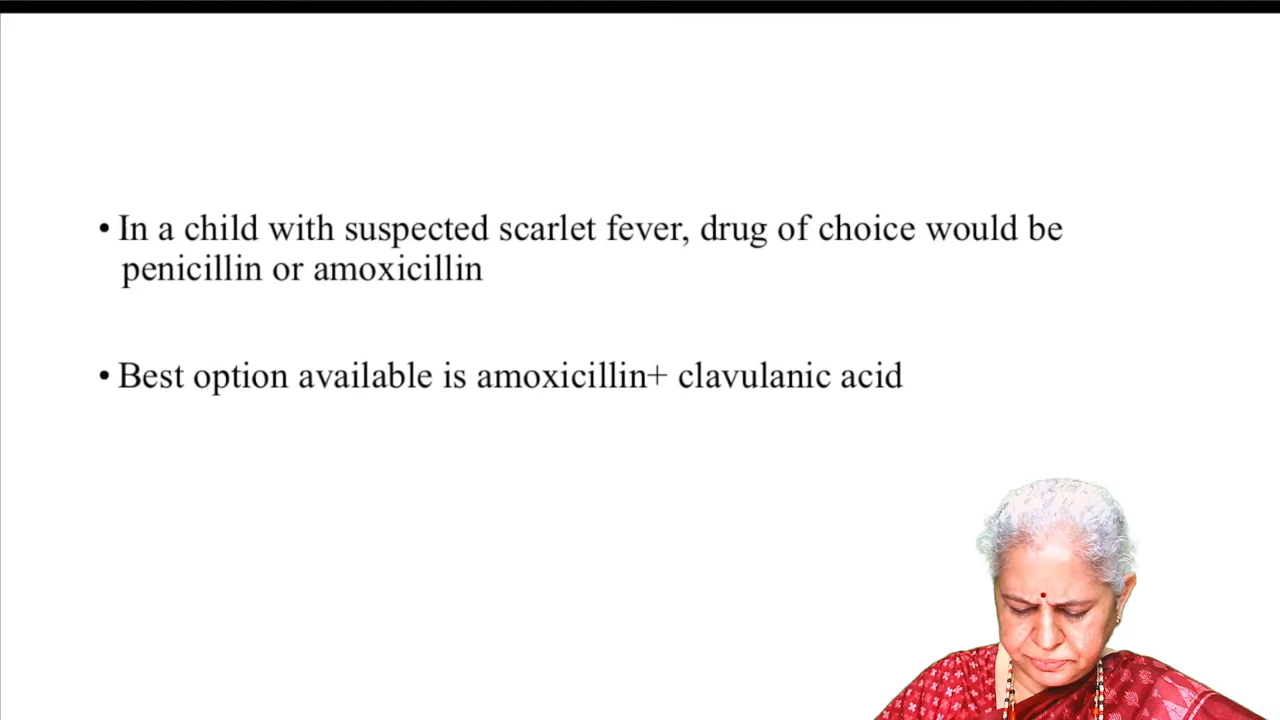 • In a child with suspected scarlet fever, drug of choice would be
penicillin or amoxicillin
• Best option available is amoxicillin+ clavulanic acid